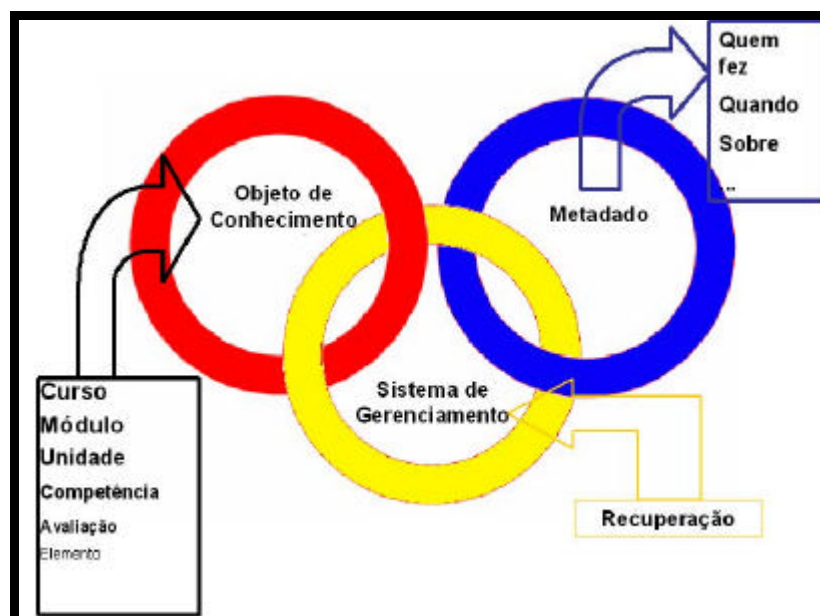 Quem
fez
Quando
Sobre
...
Objeto de
Conhecimento
Metadado
Sistema de
Gerenciamento
Curso
Módulo
Unidade
Competência
Avaliação
Elemento
Recuperação